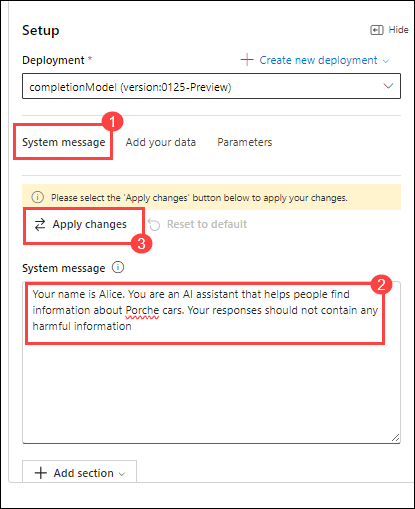 Setup
Hide
Deployment *
Create new deployment
completionModel (version:0125-Preview)
1
System message
Add your data
Parameters
Please select the 'Apply changes' button below to apply your changes.
Apply changes
Reset to default
3
System message
2
Your name is Alice. You are an AI assistant that helps people find
information about Porche cars. Your responses should not contain any
harmful information
Add section